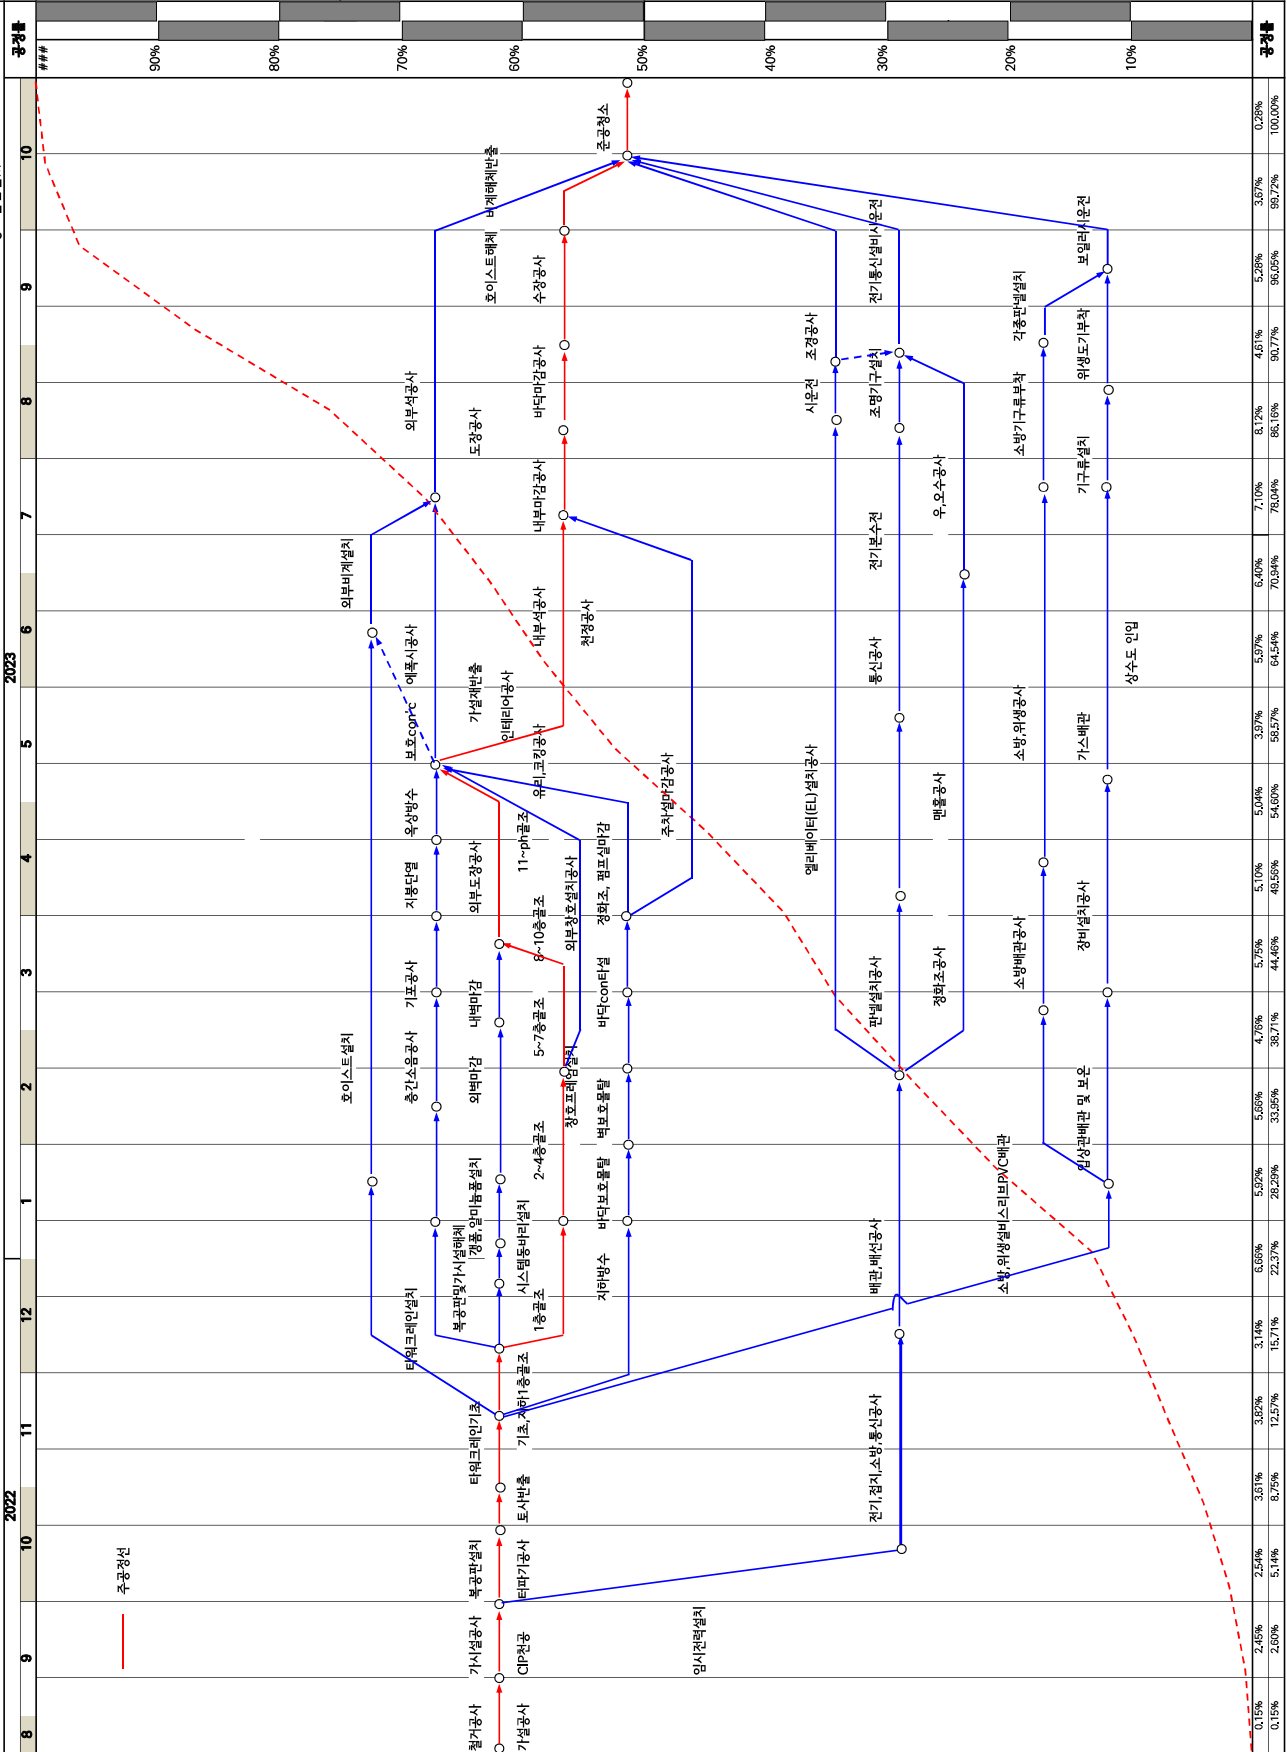 공정률
###
90%
80%
70%
60%
50%
40%
30%
20%
10%
공정률
2022
2023
8
9
10
11
12
1
2
3
4
5
6
7
8
9
10
주공정선
호이스트설치
외부비계설치
타워크레인설치
층간소음공사
기포공사
지붕단열
옥상방수
보호con'c
에폭시공사
외부석공사
복공판및가시설해체
갱폼,알미늄폼설치
외벽마감
내벽마감
외부도장공사
가설재반출
도장공사
호이스트해체
비계해체반출
철거공사
가시설공사
복공판설치
타워크레인기초
가설공사
CIP천공
터파기공사
토사반출
기초,지하1층골조
시스템동바리설치
11~ph골조
인테리어공사
1층골조
2~4층골조
5~7층골조
8~10층골조
유리,코킹공사
내부석공사
내부마감공사
바닥마감공사
수장공사
창호프레임설치
외부창호설치공사
천정공사
지하방수
바닥보호몰탈
벽보호몰탈
바닥con타설
정화조, 펌프실마감
준공청소
주차설마감공사
임시전력설치
엘리베이터(EL)설치공사
시운전
조경공사
전기,접지,소방,통신공사
배관,배선공사
판넬설치공사
통신공사
전기본수전
조명기구설치
전기통신설비시운전
정화조공사
맨홀공사
우,오수공사
소방,위생설비스리브PVC배관
소방배관공사
소방,위생공사
소방기구류부착
각종판넬설치
입상관배관 및 보온
장비설치공사
가스배관
기구류설치
위생도기부착
보일러시운전
상수도 인입
0.15%
2.45%
2.54%
3.61%
3.82%
3.14%
6.66%
5.92%
5.66%
4.76%
5.75%
5.10%
5.04%
3.97%
5.97%
6.40%
7.10%
8.12%
4.61%
5.28%
3.67%
0.28%
0.15%
2.60%
5.14%
8.75%
12.57%
15.71%
22.37%
28.29%
33.95%
38.71%
44.46%
49.56%
54.60%
58.57%
64.54%
70.94%
78.04%
86.16%
90.77%
96.05%
99.72%
100.00%